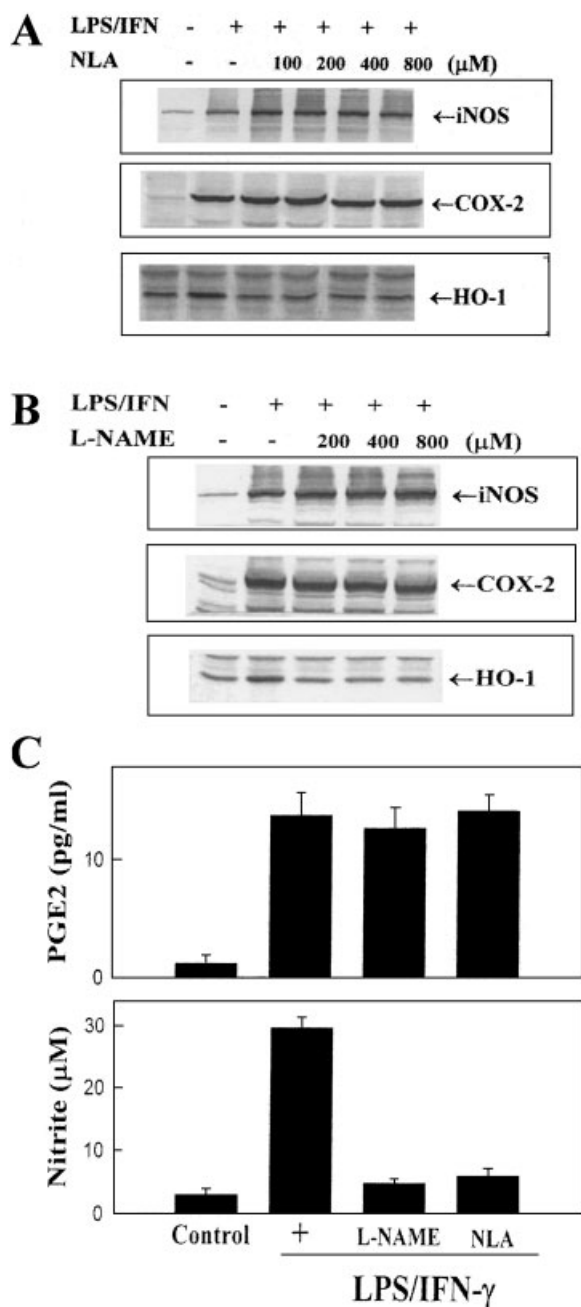 A
LPS/IFN - + + + + +
NLA - - 100 200 400 800 (µM)
←iNOS
←COX-2
←HO-1
B
LPS/IFN - + + + +
L-NAME - - 200 400 800 (µM)
←iNOS
←COX-2
←HO-1
C
PGE2 (pg/ml)
10
0
Nitrite (µM)
30
20
10
0
Control + L-NAME NLA
LPS/IFN-γ